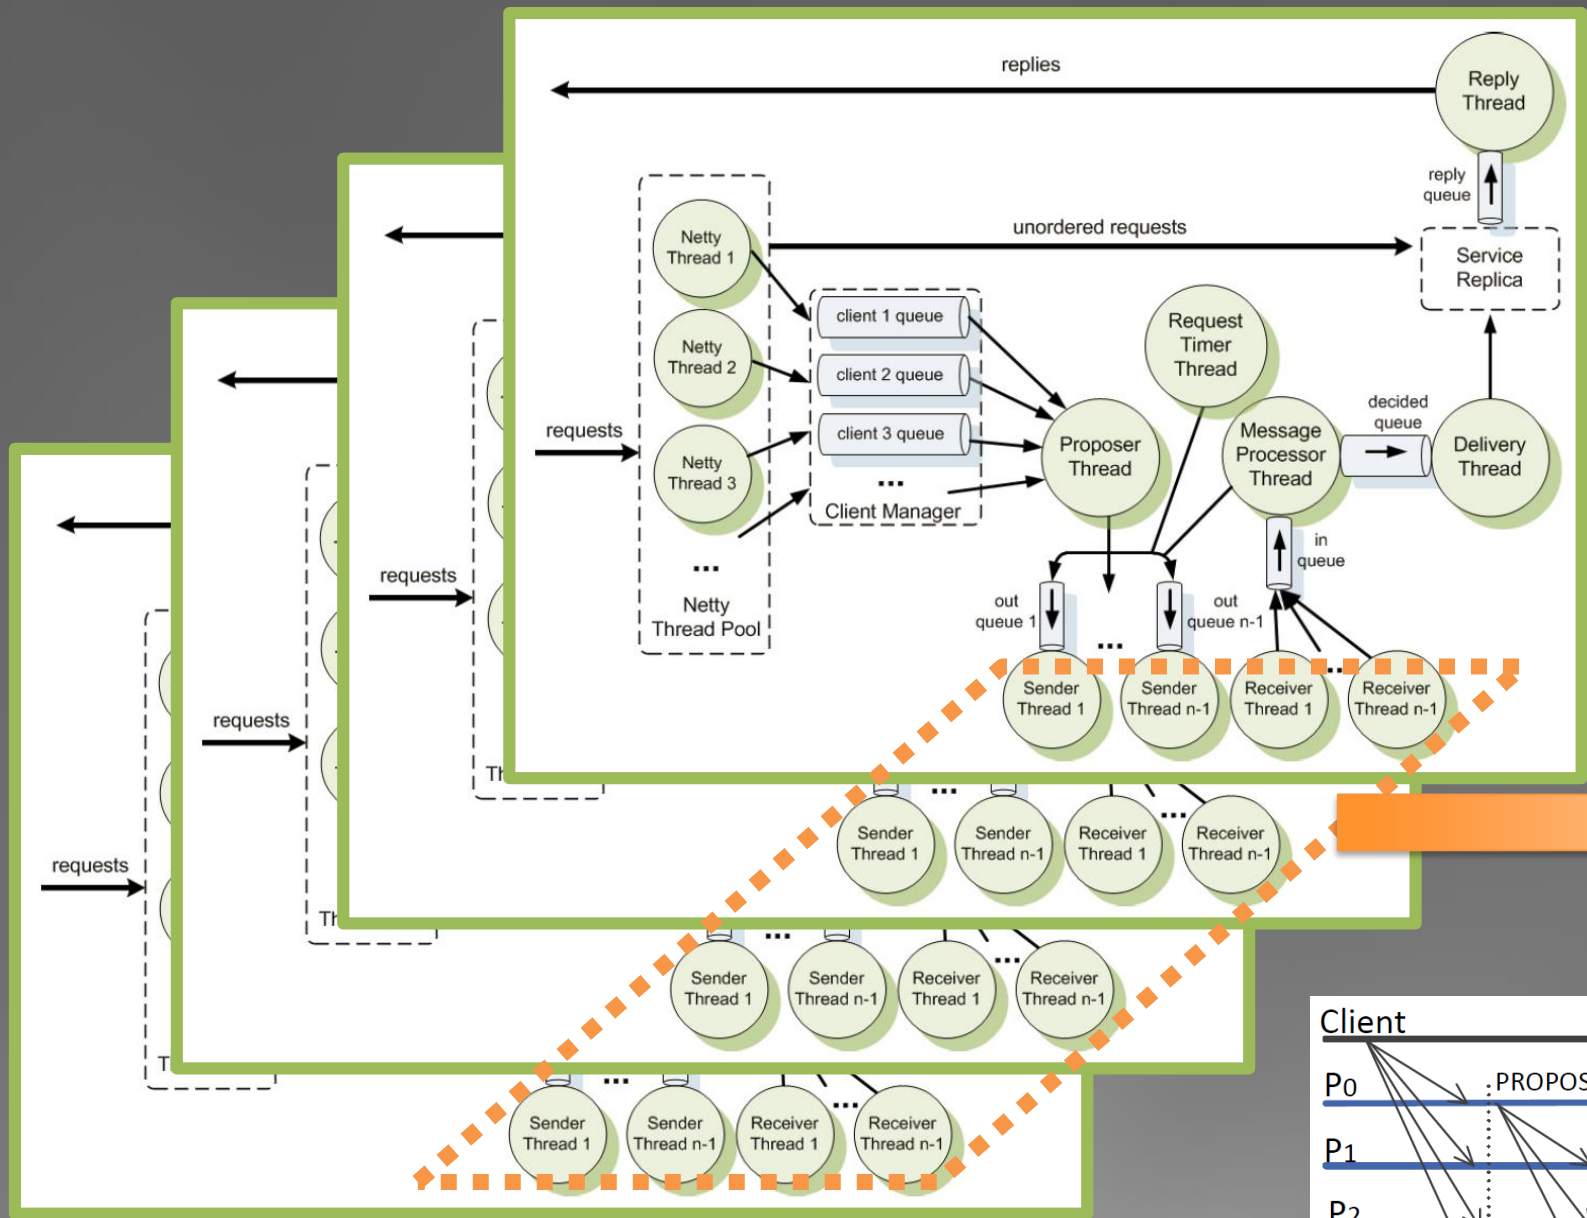 replies
Reply
Thread
reply
queue
unordered requests
Service
Replica
Netty
Thread 1
Netty
Thread 2
Netty
Thread 3
...
Netty
Thread Pool
requests
client 1 queue
client 2 queue
client 3 queue
...
Client Manager
Proposer
Thread
Request
Timer
Thread
Message
Processor
Thread
decided
queue
Delivery
Thread
in
queue
out
queue 1
...
out
queue n-1
Sender
Thread 1
Sender
Thread n-1
Receiver
Thread 1
...
Receiver
Thread n-1
requests
Th
...
Sender
Thread 1
Sender
Thread n-1
Receiver
Thread 1
...
Receiver
Thread n-1
requests
Th
...
Sender
Thread 1
Sender
Thread n-1
Receiver
Thread 1
...
Receiver
Thread n-1
requests
T
...
Sender
Thread 1
Sender
Thread n-1
Receiver
Thread 1
...
Receiver
Thread n-1
Client
P0
PROPOS
P1
P2